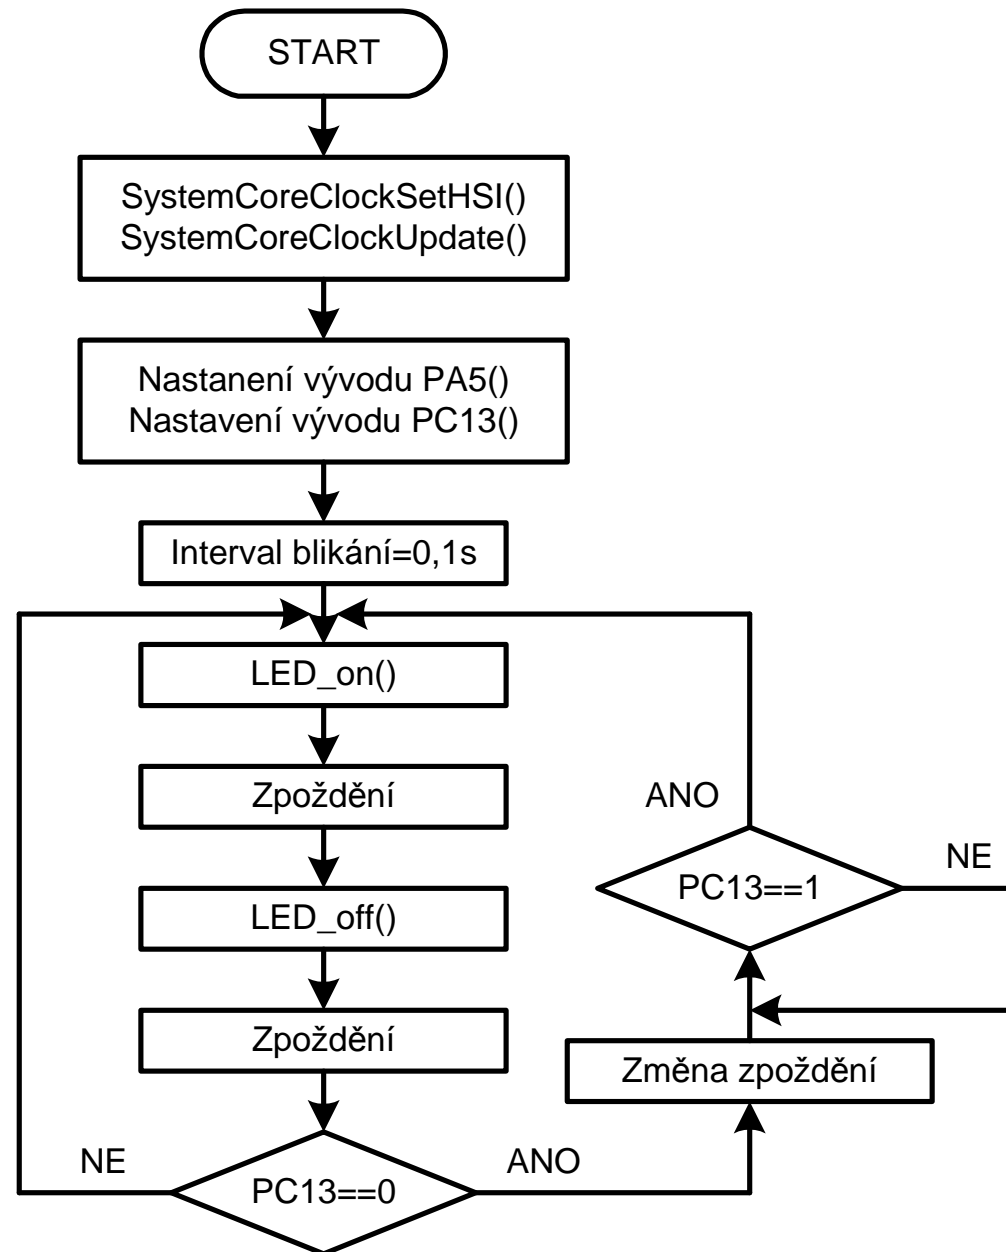 START
SystemCoreClockSetHSI()
SystemCoreClockUpdate()
Nastanení vývodu PA5()
Nastavení vývodu PC13()
Interval blikání=0,1s
LED_on()
Zpoždění
LED_off()
Zpoždění
PC13==0
NE
ANO
Změna zpoždění
PC13==1
ANO
NE